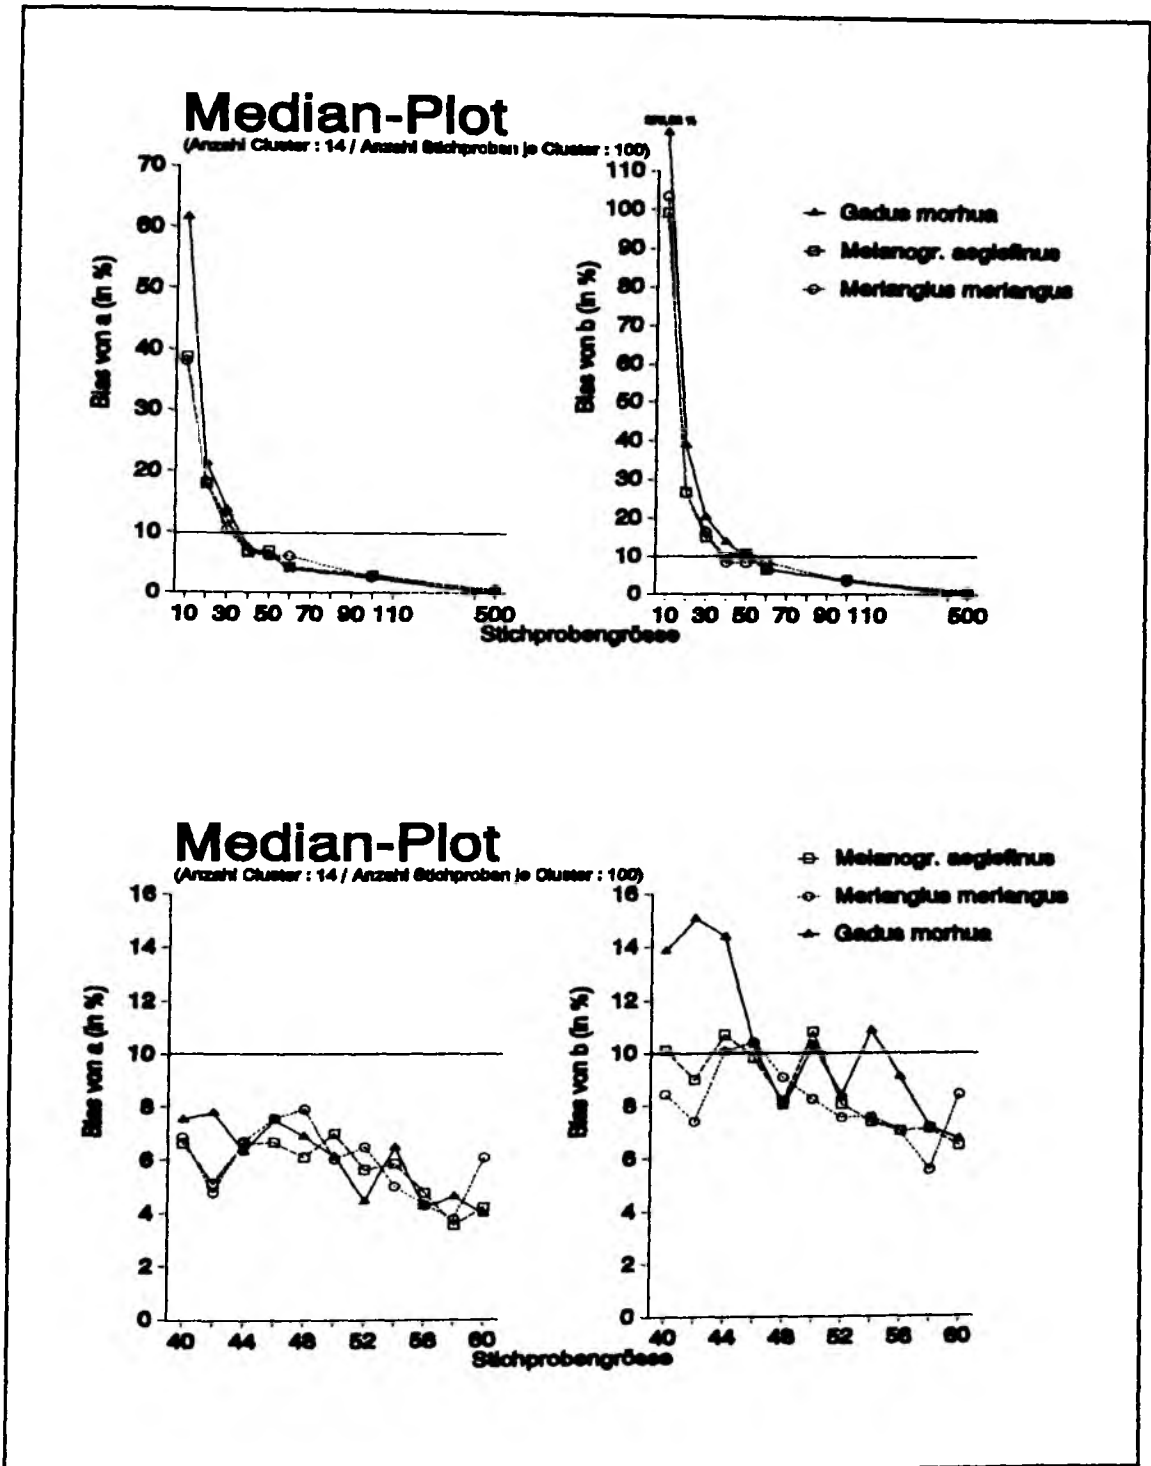 Median-Plot
(Anzahl Cluster : 14 / Anzahl Stichproben je Cluster : 100)
Bias von a (in %)
70
60
50
40
30
20
10
0
10 30 50 70 90 110 500
Bias von b (in %)
110
100
90
80
70
60
50
40
30
20
10
0
10 30 50 70 90 110 500
Stichprobengrösse
Gadus morhua
Melanogr. aeglefinus
Merlangius merlangus
Median-Plot
(Anzahl Cluster : 14 / Anzahl Stichproben je Cluster : 100)
Bias von a (in %)
16
14
12
10
8
6
4
2
0
40 44 48 52 56 60
Bias von b (in %)
16
14
12
10
8
6
4
2
0
40 44 48 52 56 60
Stichprobengrösse
Melanogr. aeglefinus
Merlangius merlangus
Gadus morhua